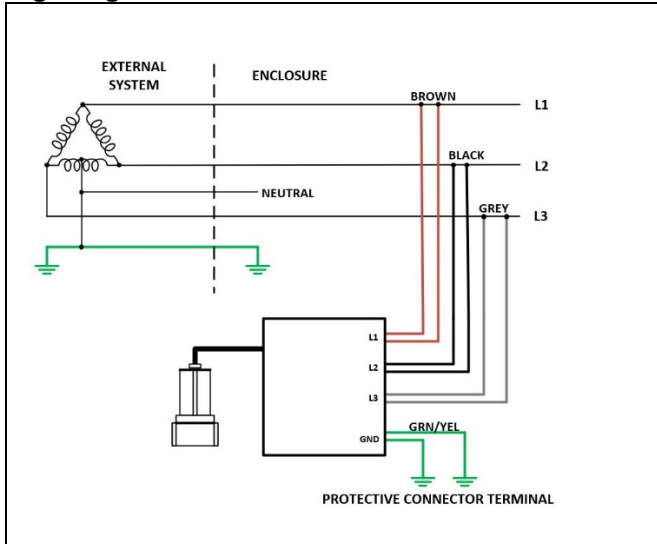 EXTERNAL
SYSTEM
ENCLOSURE
BROWN
L1
BLACK
L2
NEUTRAL
GREY
L3
L1
L2
L3
GND
GRN/YEL
PROTECTIVE CONNECTOR TERMINAL